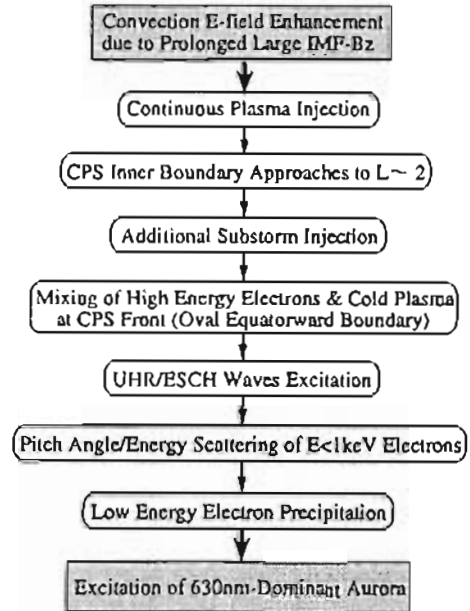 Convection E-field Enhancement
due to Prolonged Large IMF-Bz
Continuous Plasma Injection
CPS Inner Boundary Approaches to L~ 2
Additional Substorm Injection
Mixing of High Energy Electrons & Cold Plasma
at CPS Front (Oval Equatorward Boundary)
UHR/ESCH Waves Excitation
Pitch Angle/Energy Scattering of E<1keV Electrons
Low Energy Electron Precipitation
Excitation of 630nm-Dominant Aurora